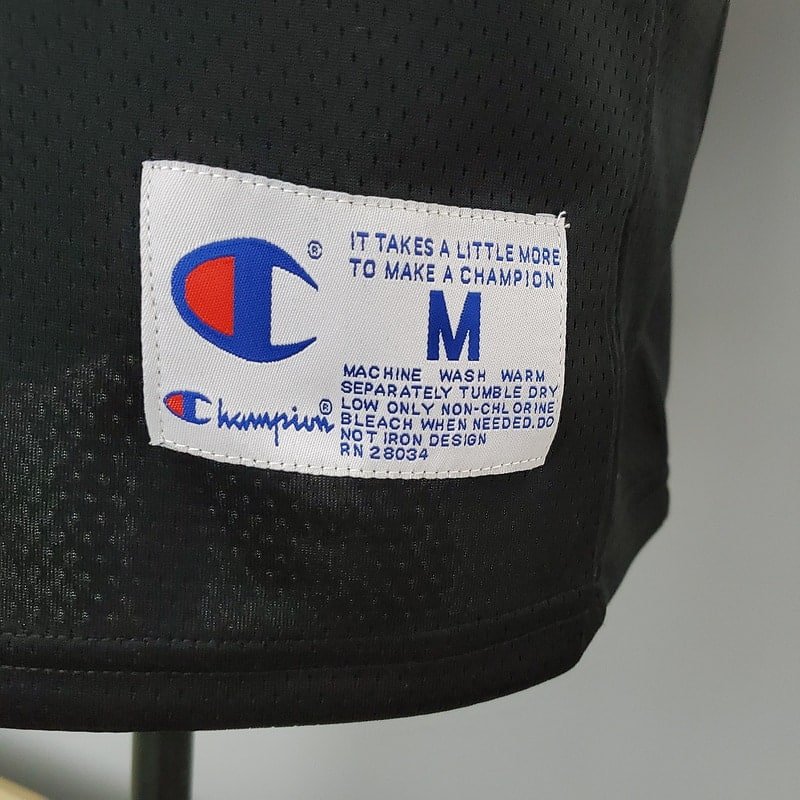 ®
IT TAKES A LITTLE MORE
TO MAKE A CHAMPION
M
Champion®
MACHINE WASH WARM
SEPARATELY TUMBLE DRY
LOW ONLY NON-CHLORINE
BLEACH WHEN NEEDED.DO
NOT IRON DESIGN
RN 28034